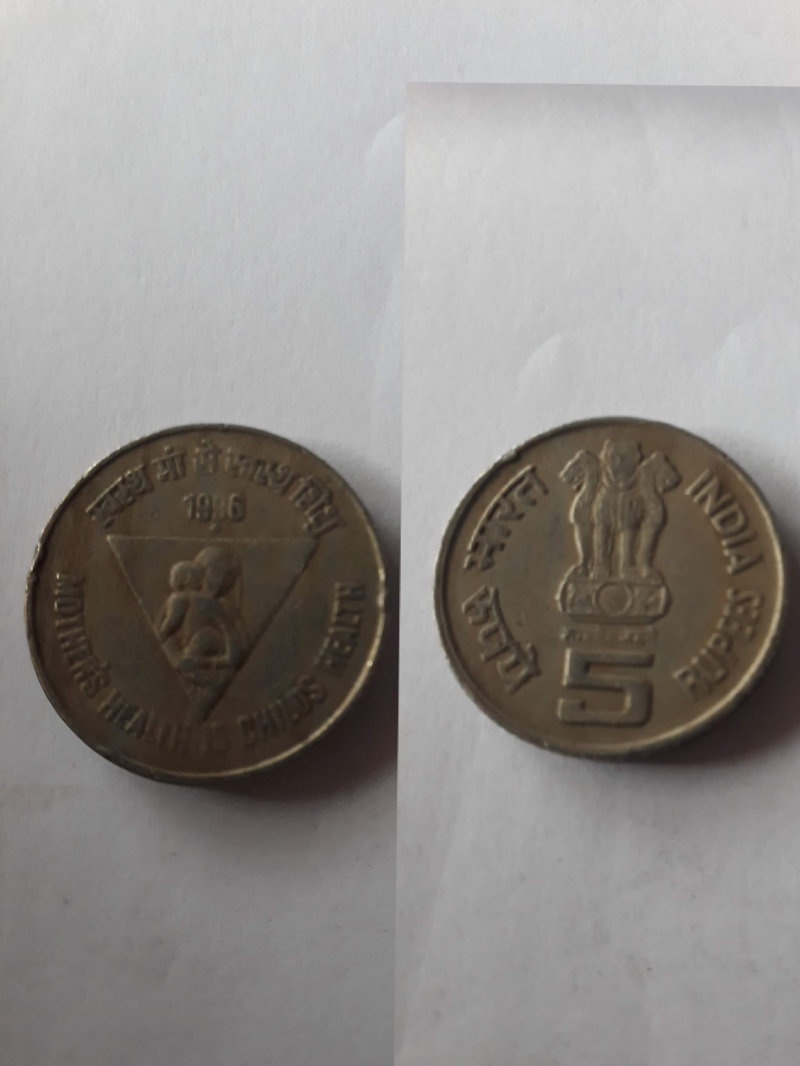 स्वस्थ मां से स्वस्थ शिशु
1996
MOTHER'S HEALTH IS CHILD'S HEALTH
भारत
रुपये
INDIA
RUPEES
5